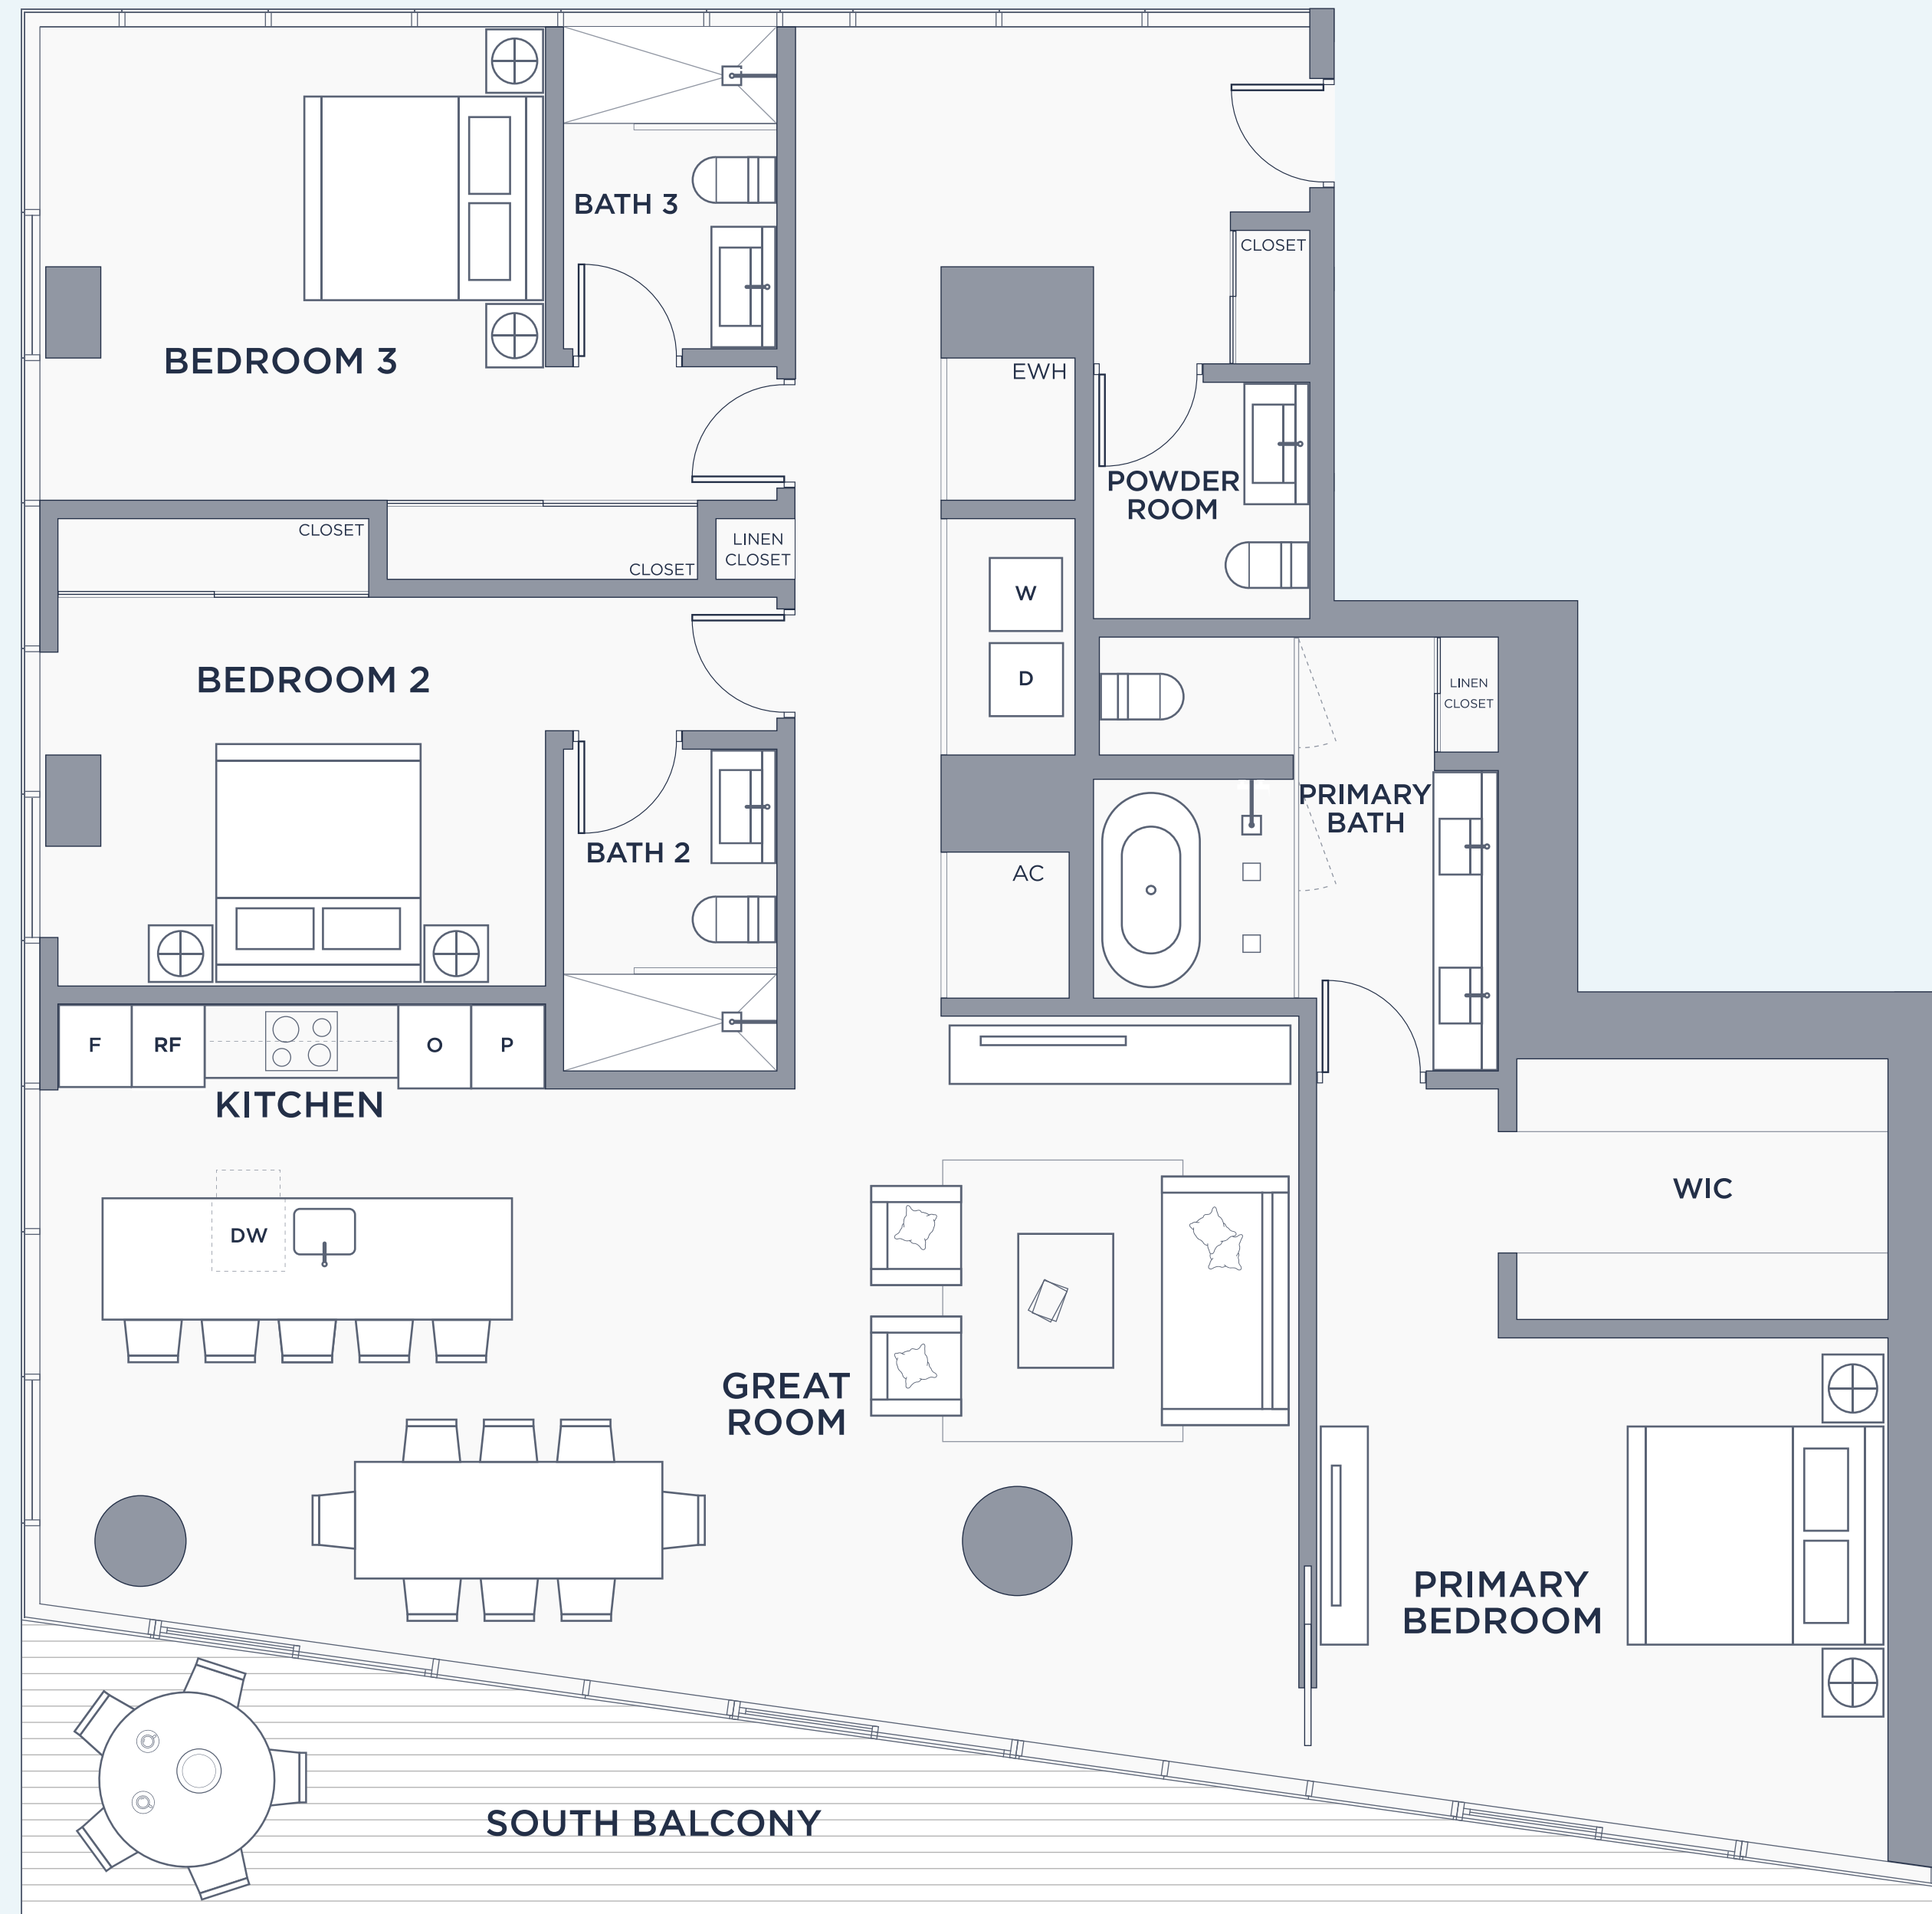 BATH 3
CLOSET
BEDROOM 3
EWH
POWDER
ROOM
CLOSET
LINEN
CLOSET
CLOSET
W
D
BEDROOM 2
LINEN
CLOSET
PRIMARY
BATH
BATH 2
AC
F
RF
O
P
KITCHEN
WIC
DW
GREAT
ROOM
PRIMARY
BEDROOM
SOUTH BALCONY